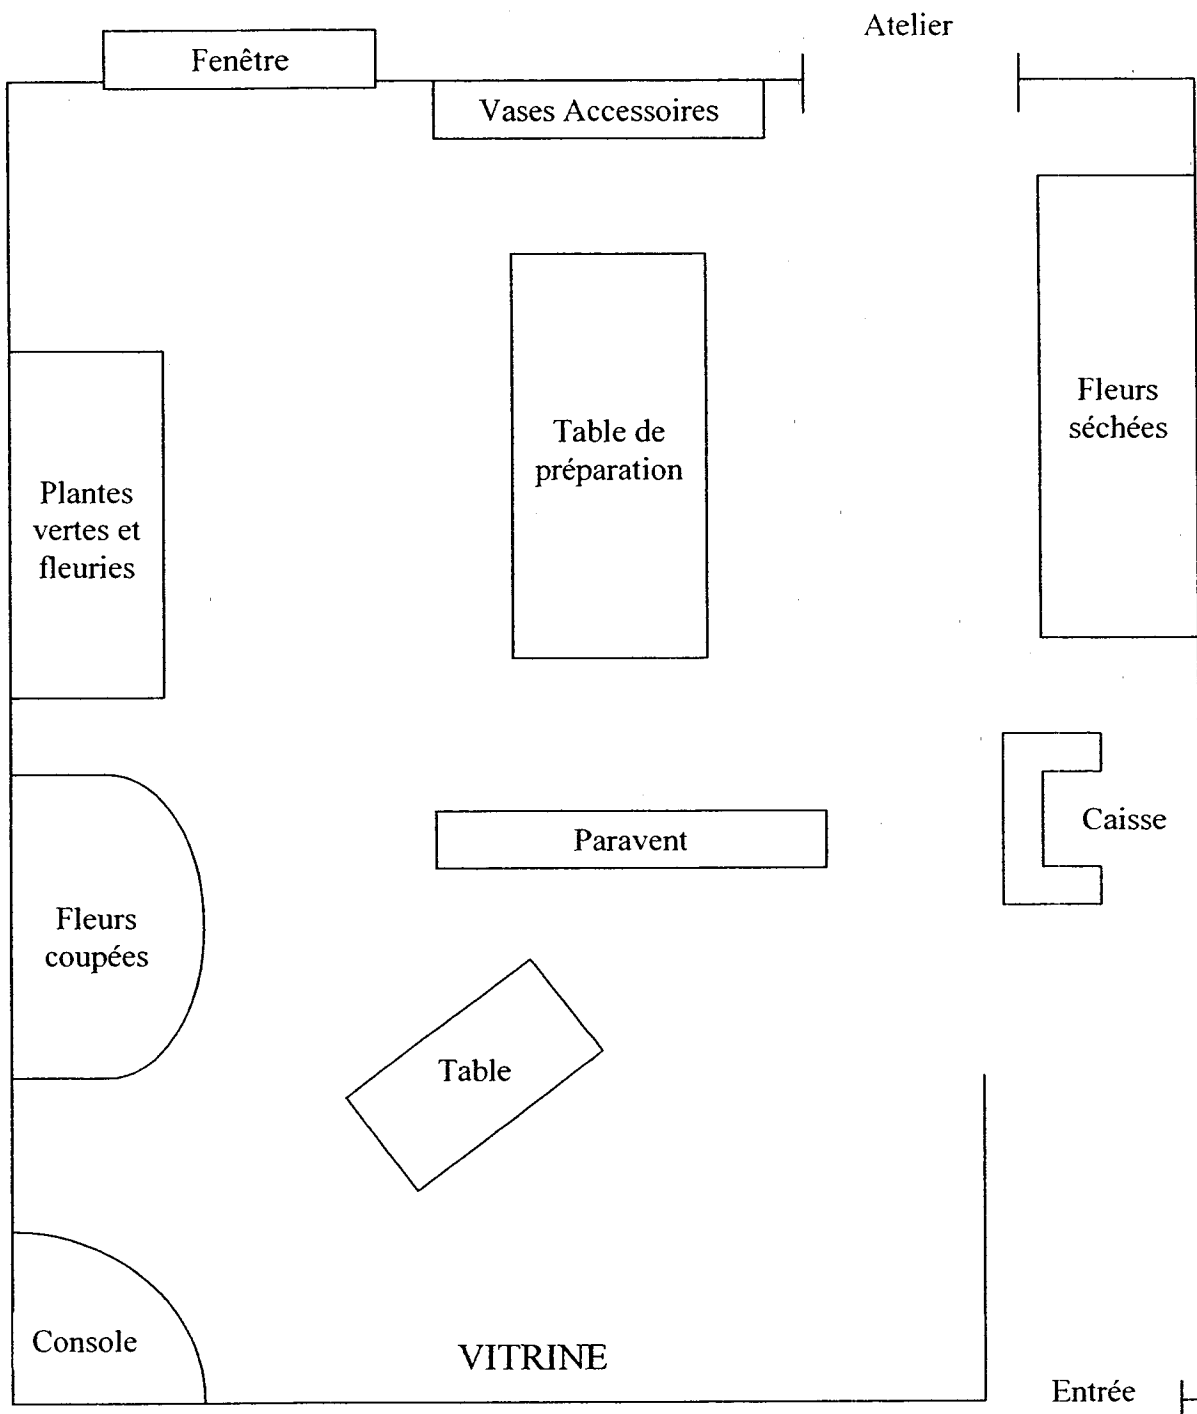 Atelier
Fenêtre
Vases Accessoires
Fleurs
séchées
Table de
préparation
Plantes
vertes et
fleuries
Caisse
Paravent
Fleurs
coupées
Table
Console
VITRINE
Entrée